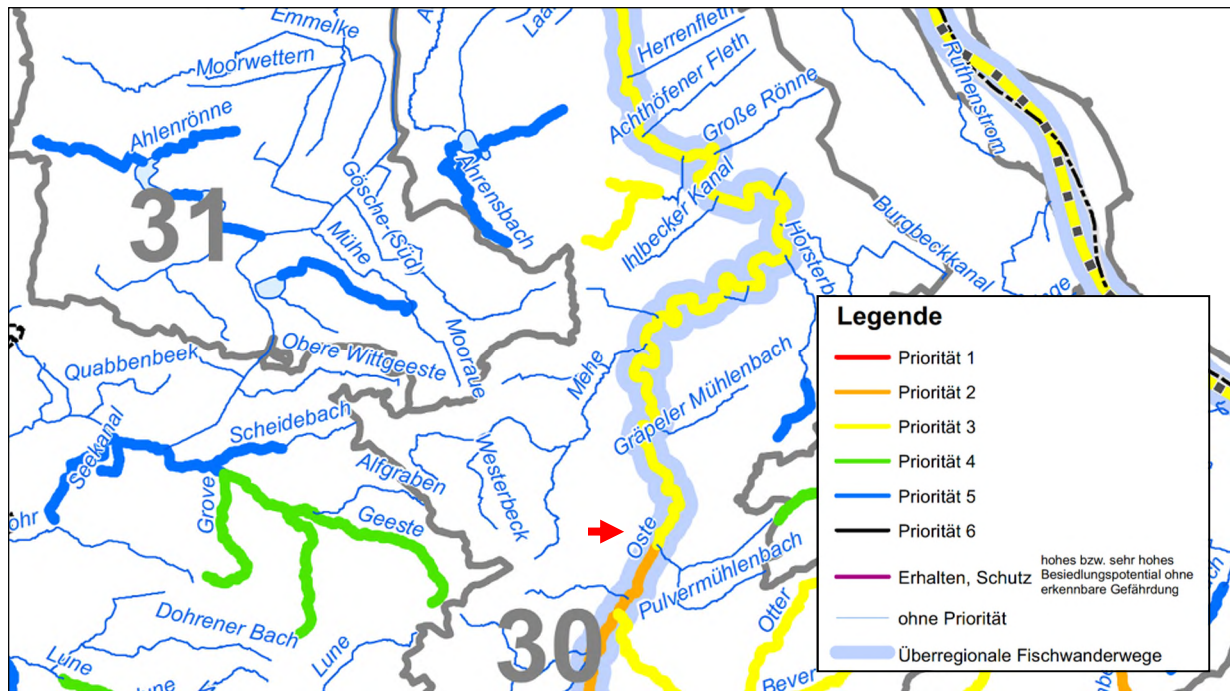 Emmelke
Moorwettern
Herrenfleth
Achthöfener Fleth
Große Rönne
Ruthenstrom
Ahlenrönne
Ahrensbach
Gösche-(Süd)
31
Mühe
Ihlbecker Kanal
Burgbeckkanal
Legende
Priorität 1
Priorität 2
Priorität 3
Priorität 4
Priorität 5
Priorität 6
Erhalten, Schutz
hohes bzw. sehr hohes
Besiedlungspotential ohne
erkennbare Gefährdung
ohne Priorität
Überregionale Fischwanderwege
Quabbenbeek
Obere Wittgeeste
Mooraue
Mehe
Gräpeler Mühlenbach
Seekanal
Scheidebach
Alfgraben
Westerbeck
Grove
Geeste
Oste
Pulvermühlenbach
Dohrener Bach
Lune
Lune
30
Otter
Bever